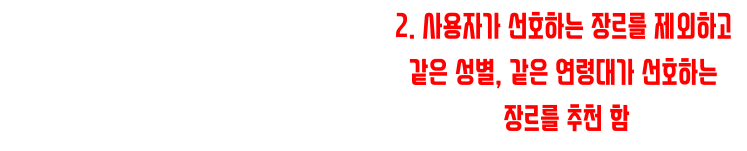 2. 사용자가 선호하는 장르를 제외하고
같은 성별, 같은 연령대가 선호하는
장르를 추천 함